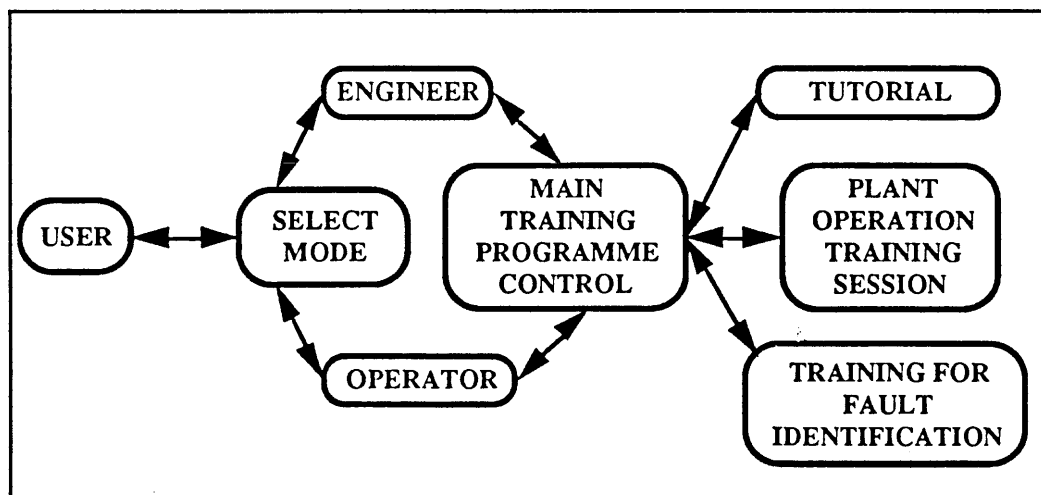 USER
SELECT
MODE
ENGINEER
OPERATOR
MAIN
TRAINING
PROGRAMME
CONTROL
TUTORIAL
PLANT
OPERATION
TRAINING
SESSION
TRAINING FOR
FAULT
IDENTIFICATION